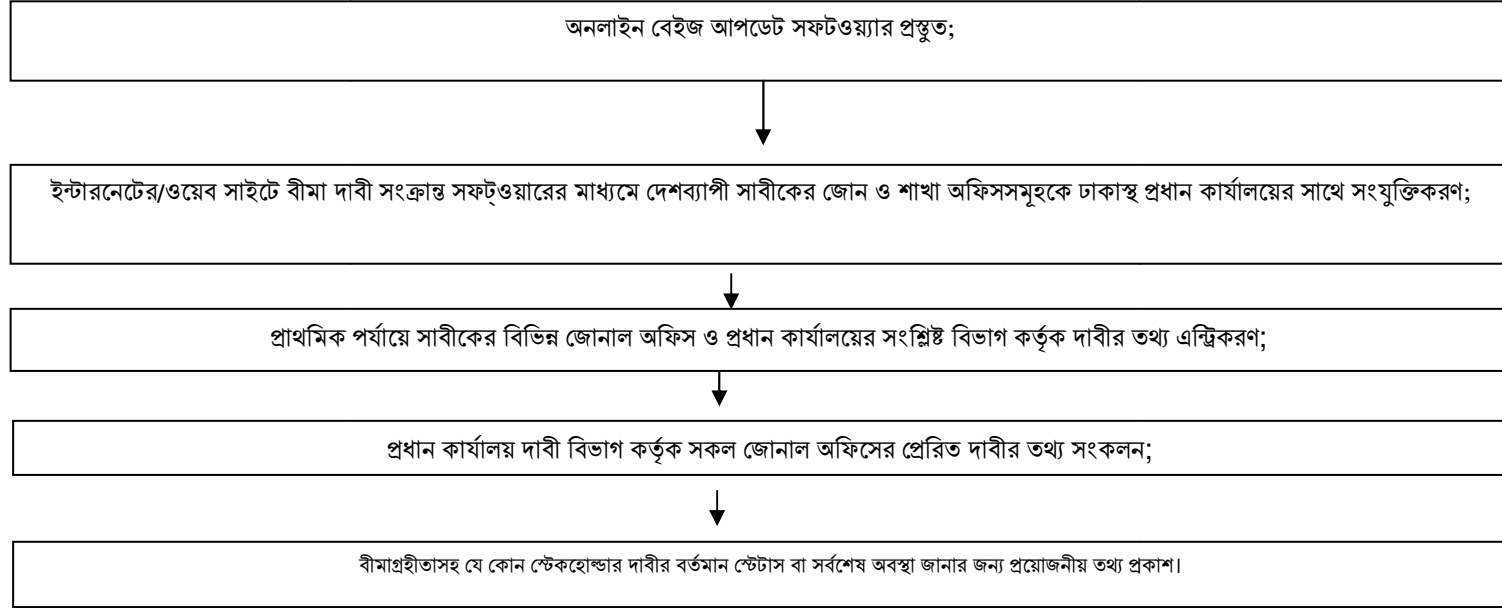 অনলাইন বেইজ আপডেট সফটওয়্যার প্রস্তুত;
ইন্টারনেটের/ওয়েব সাইটে বীমা দাবী সংক্রান্ত সফট্ওয়ারের মাধ্যমে দেশব্যাপী সাবীকের জোন ও শাখা অফিসসমূহকে ঢাকাস্থ প্রধান কার্যালয়ের সাথে সংযুক্তিকরণ;
প্রাথমিক পর্যায়ে সাবীকের বিভিন্ন জোনাল অফিস ও প্রধান কার্যালয়ের সংশ্লিষ্ট বিভাগ কর্তৃক দাবীর তথ্য এন্ট্রিকরণ;
প্রধান কার্যালয় দাবী বিভাগ কর্তৃক সকল জোনাল অফিসের প্রেরিত দাবীর তথ্য সংকলন;
বীমাগ্রহীতাসহ যে কোন স্টেকহোল্ডার দাবীর বর্তমান স্টেটাস বা সর্বশেষ অবস্থা জানার জন্য প্রয়োজনীয় তথ্য প্রকাশ।